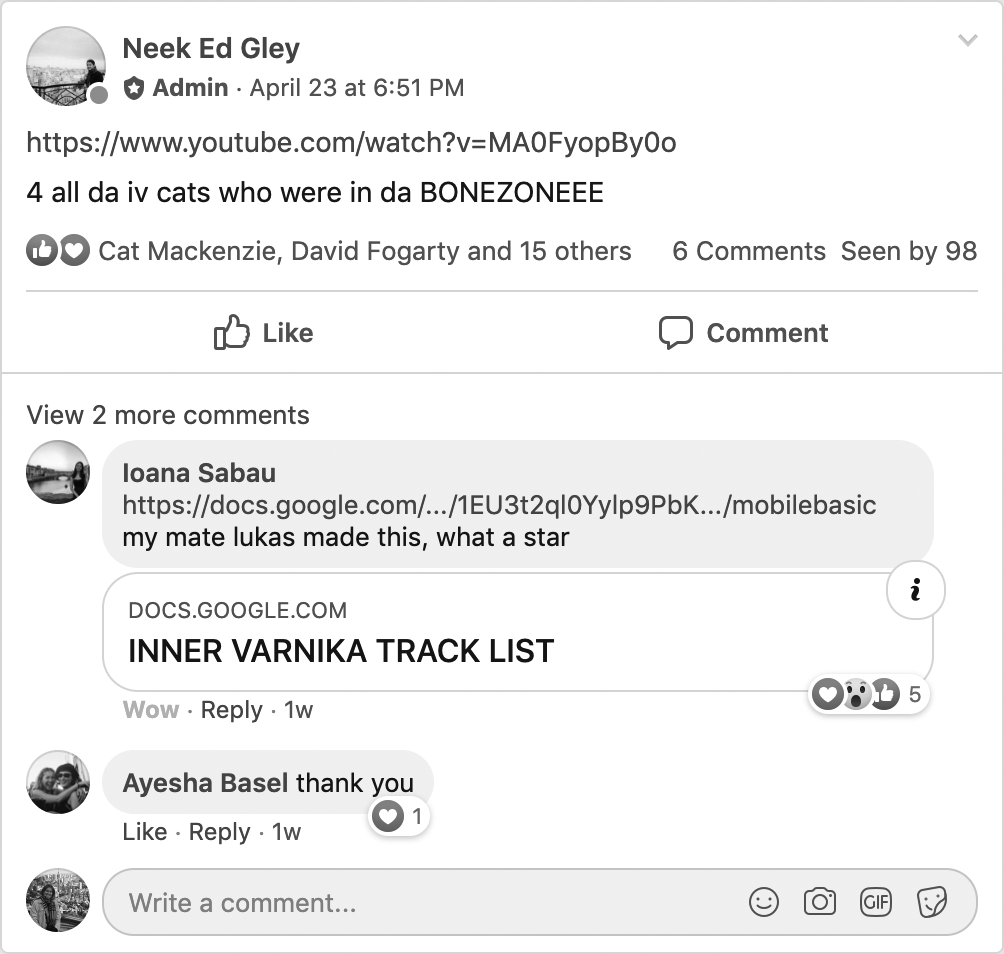 Neek Ed Gley
Admin · April 23 at 6:51 PM
https://www.youtube.com/watch?v=MA0FyopBy0o
4 all da iv cats who were in da BONEZONEEE
Cat Mackenzie, David Fogarty and 15 others 6 Comments Seen by 98
Like Comment
View 2 more comments
Ioana Sabau
https://docs.google.com/.../1EU3t2ql0Yylp9PbK.../mobilebasic
my mate lukas made this, what a star
i
DOCS.GOOGLE.COM
INNER VARNIKA TRACK LIST
5
Wow · Reply · 1w
Ayesha Basel thank you
1
Like · Reply · 1w
Write a comment... GIF